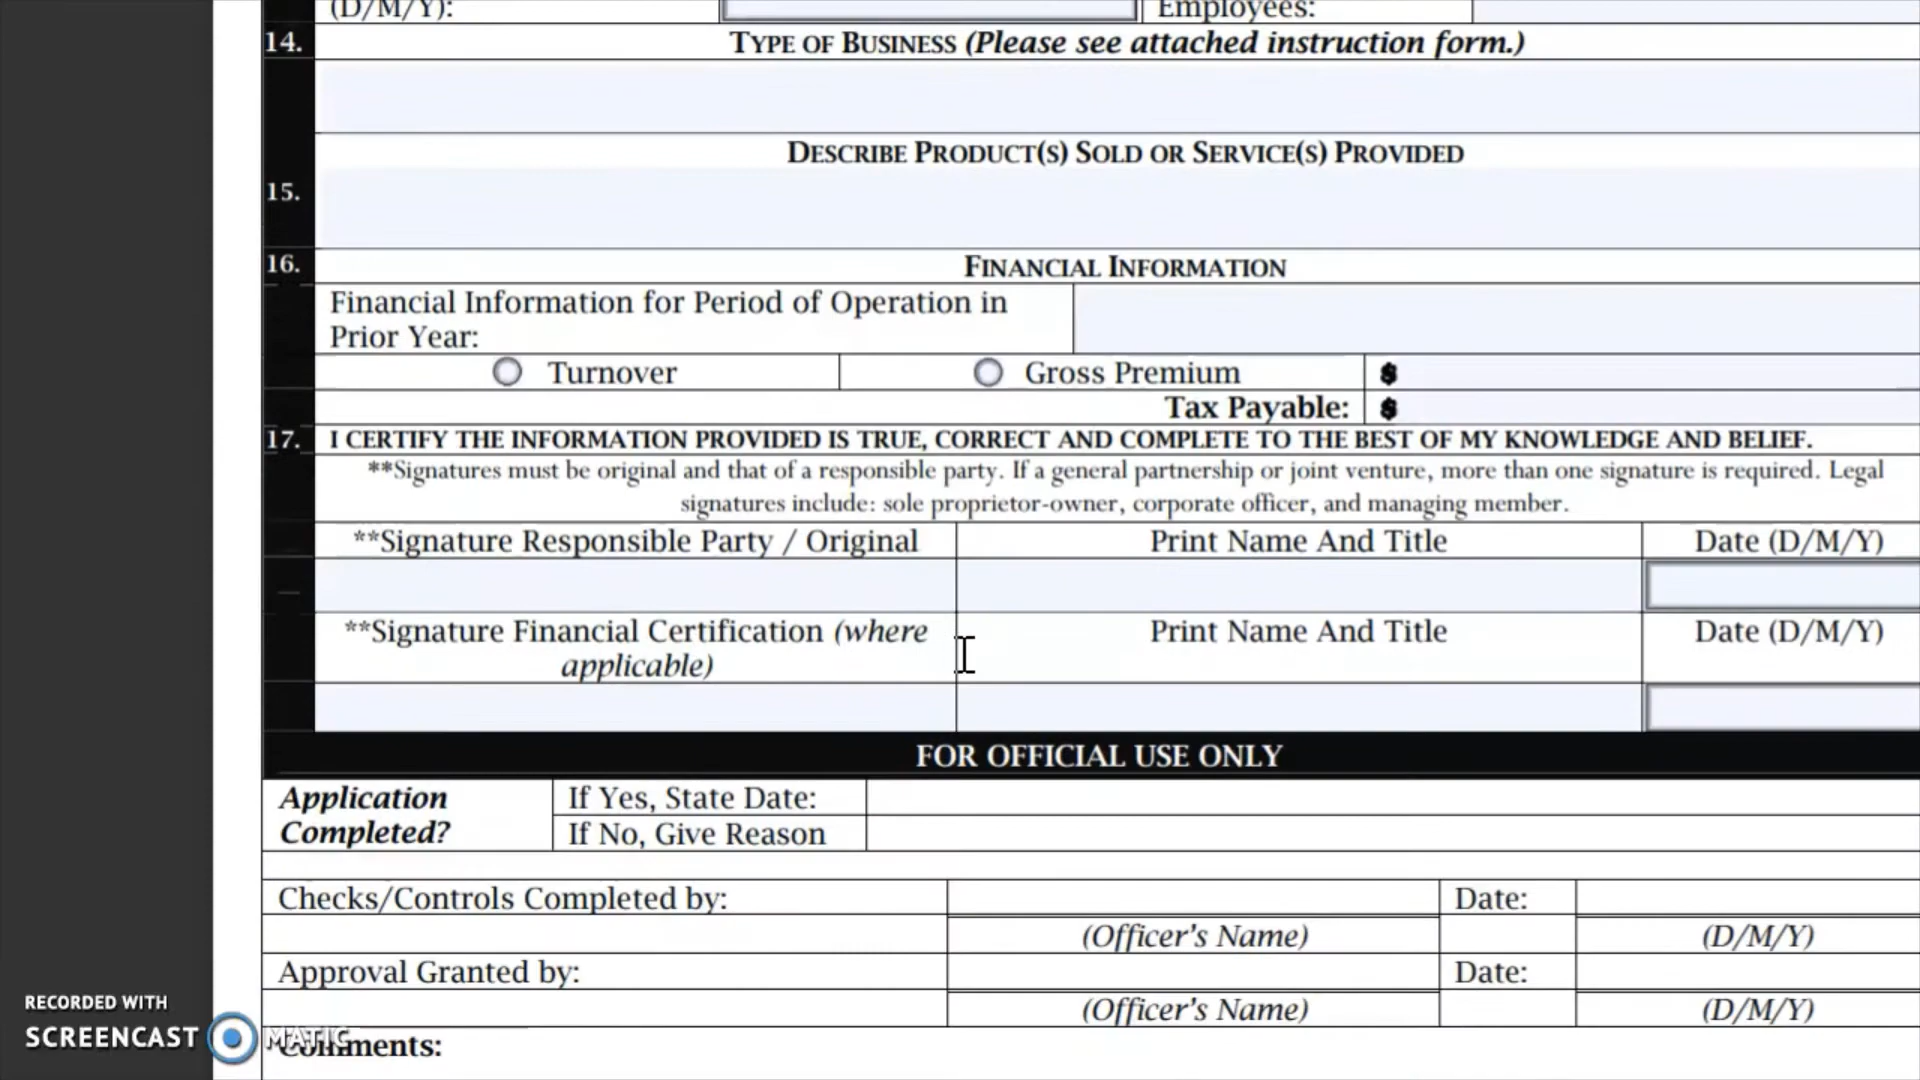 (D/M/Y): Employees:
14. TYPE OF BUSINESS (Please see attached instruction form.)
DESCRIBE PRODUCT(S) SOLD OR SERVICE(S) PROVIDED
15.
16. FINANCIAL INFORMATION
Financial Information for Period of Operation in
Prior Year:
Turnover Gross Premium $
Tax Payable: $
17. I CERTIFY THE INFORMATION PROVIDED IS TRUE, CORRECT AND COMPLETE TO THE BEST OF MY KNOWLEDGE AND BELIEF.
**Signatures must be original and that of a responsible party. If a general partnership or joint venture, more than one signature is required. Legal
signatures include: sole proprietor-owner, corporate officer, and managing member.
**Signature Responsible Party / Original Print Name And Title Date (D/M/Y)
**Signature Financial Certification (where Print Name And Title Date (D/M/Y)
applicable)
FOR OFFICIAL USE ONLY
Application If Yes, State Date:
Completed? If No, Give Reason
Checks/Controls Completed by: Date:
(Officer's Name) (D/M/Y)
Approval Granted by: Date:
(Officer's Name) (D/M/Y)
Comments:
RECORDED WITH
SCREENCAST MATIC